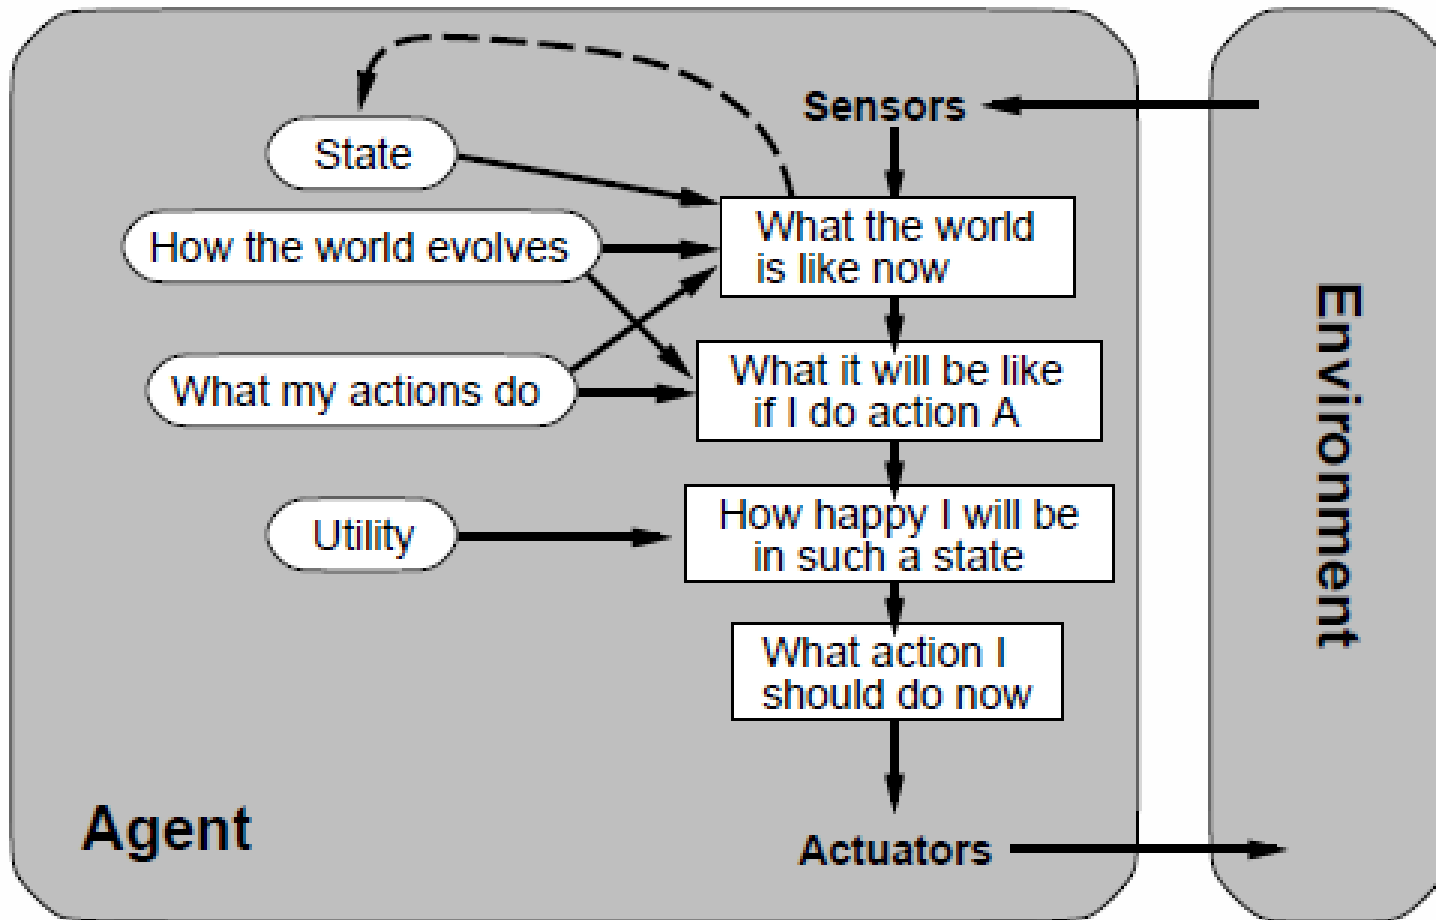 Sensors
State
How the world evolves
What the world
is like now
What my actions do
What it will be like
if I do action A
Utility
How happy I will be
in such a state
What action I
should do now
Agent
Actuators
Environment